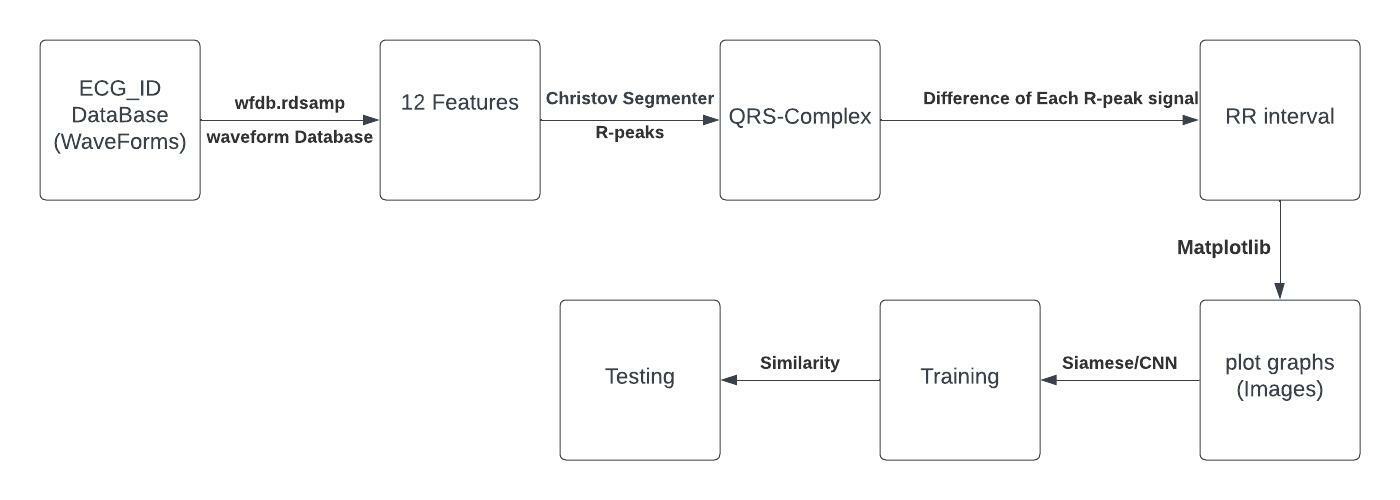 ECG_ID
DataBase
(WaveForms)
wfdb.rdsamp
waveform Database
12 Features
Christov Segmenter
R-peaks
QRS-Complex
Difference of Each R-peak signal
RR interval
Matplotlib
plot graphs
(Images)
Siamese/CNN
Training
Similarity
Testing